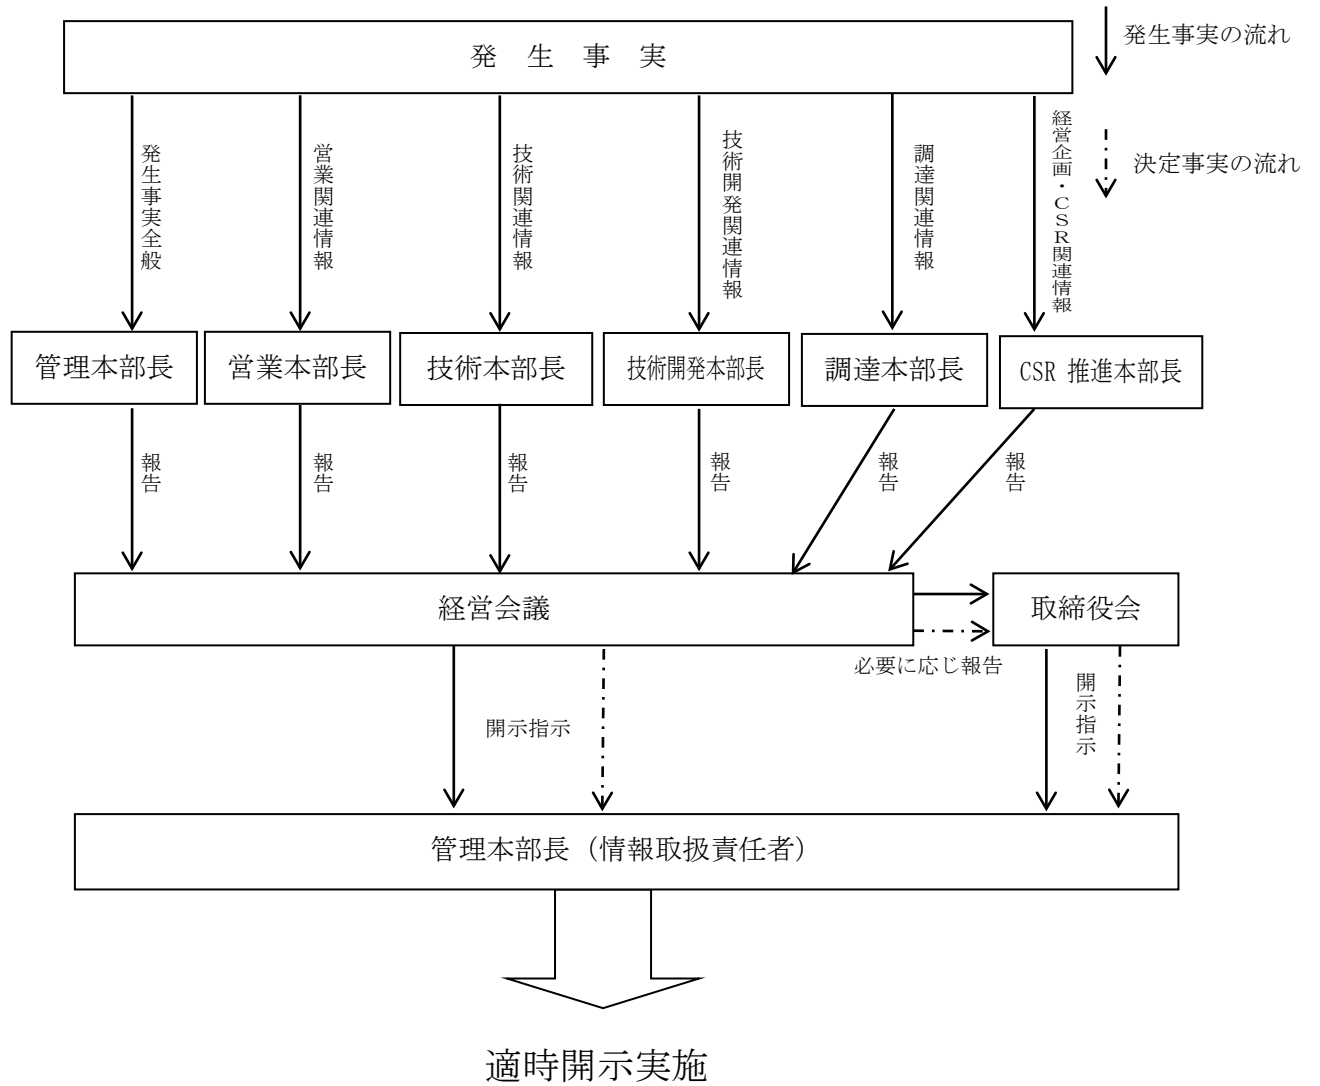 発 生 事 実
発生事実の流れ
決定事実の流れ
発生事実全般
営業関連情報
技術関連情報
技術開発関連情報
調達関連情報
経営企画・CSR関連情報
管理本部長
営業本部長
技術本部長
技術開発本部長
調達本部長
CSR 推進本部長
報告
報告
報告
報告
報告
報告
経営会議
取締役会
必要に応じ報告
開示指示
開示指示
管理本部長（情報取扱責任者）
適時開示実施